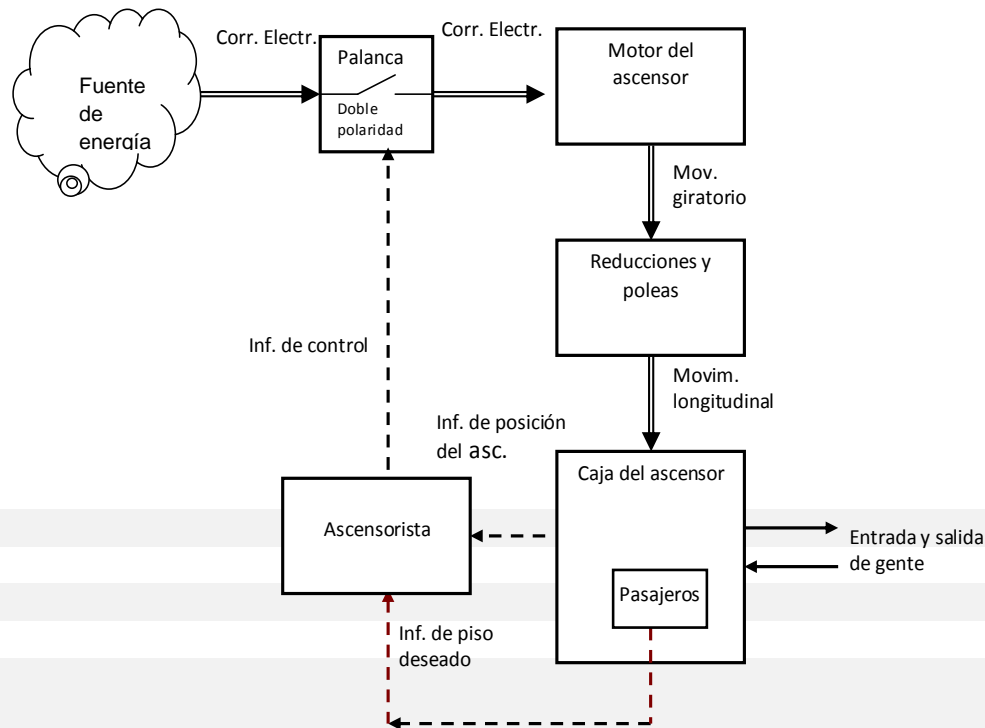 Corr. Electr.
Corr. Electr.
Fuente
de
energía
Palanca
Doble
polaridad
Motor del
ascensor
Mov.
giratorio
Reducciones y
poleas
Inf. de control
Movim.
longitudinal
Inf. de posición
del asc.
Caja del ascensor
Ascensorista
Entrada y salida
de gente
Pasajeros
Inf. de piso
deseado